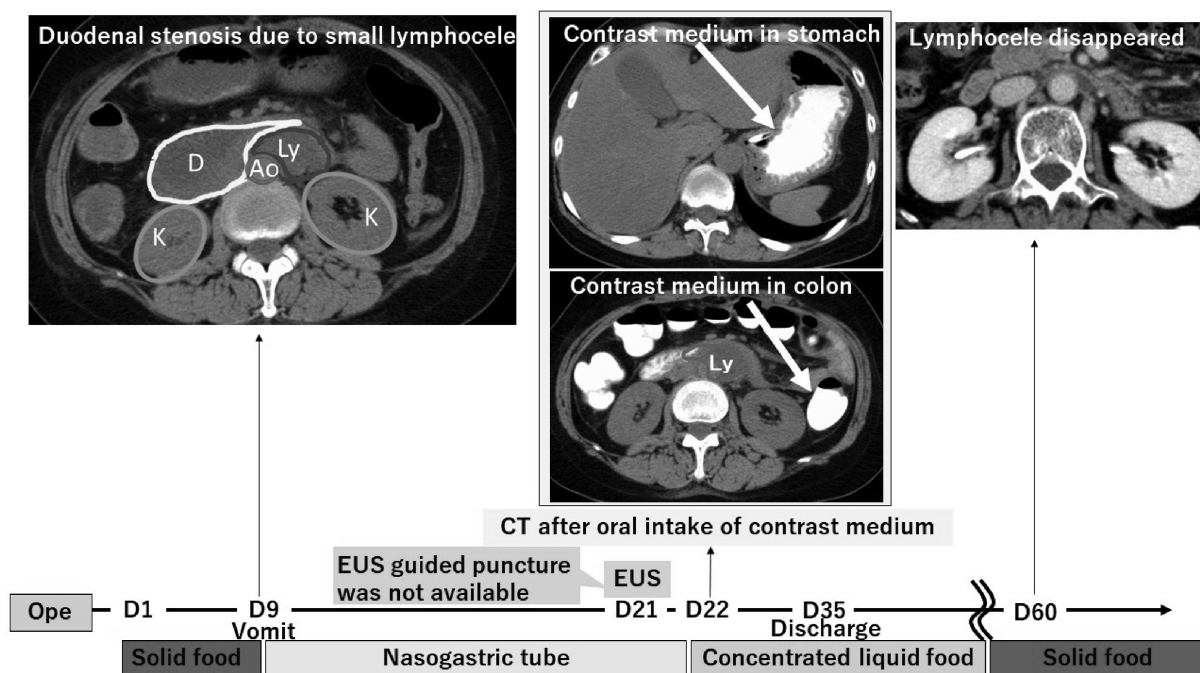 Duodenal stenosis due to small lymphocele
D
Ly
Ao
K
K
Contrast medium in stomach
Contrast medium in colon
Ly
Lymphocele disappeared
CT after oral intake of contrast medium
EUS guided puncture
was not available
EUS
Ope
D1
D9
D21
D22
D35
D60
Vomit
Discharge
Solid food
Nasogastric tube
Concentrated liquid food
Solid food